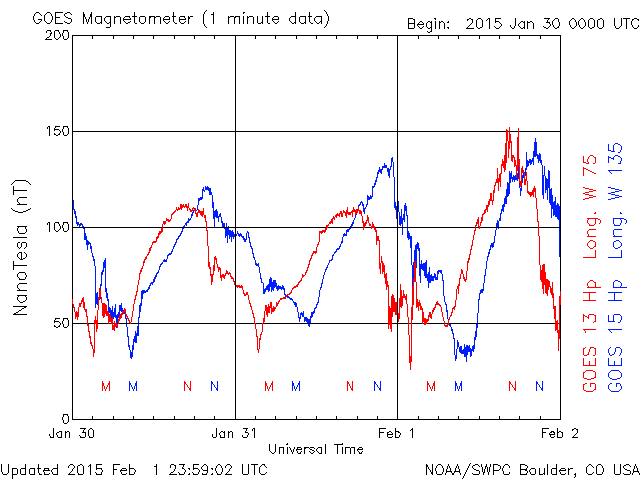 GOES Magnetometer (1 minute data)
Begin: 2015 Jan 30 0000 UTC
200
150
100
50
0
NanoTesla (nT)
M M N N M M N N M M N N
Jan 30 Jan 31 Feb 1 Feb 2
Universal Time
GOES 13 Hp Long. W 75
GOES 15 Hp Long. W 135
Updated 2015 Feb 1 23:59:02 UTC
NOAA/SWPC Boulder, CO USA